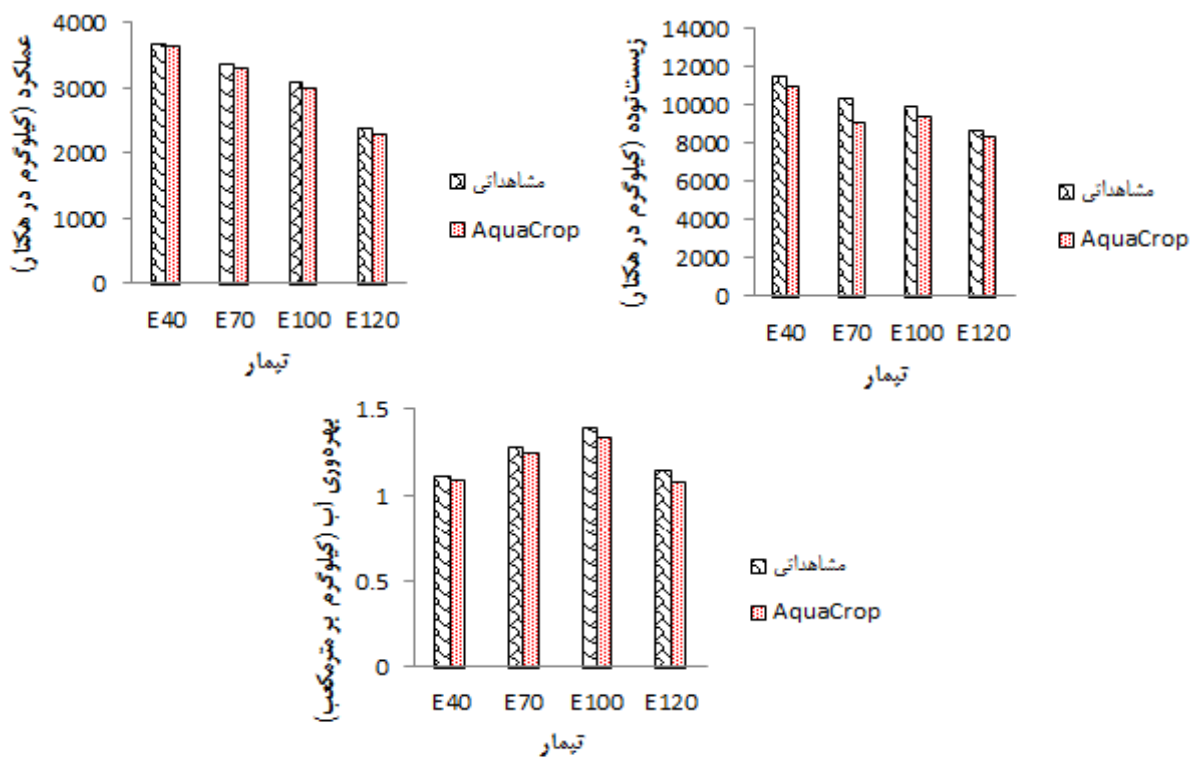 عملکرد (کیلوگرم در هکتار)
4000
3000
2000
1000
0
E40 E70 E100 E120
تیمار
مشاهداتی
AquaCrop
زیست‌توده (کیلوگرم در هکتار)
14000
12000
10000
8000
6000
4000
2000
0
E40 E70 E100 E120
تیمار
مشاهداتی
AquaCrop
بهره‌وری آب (کیلوگرم بر مترمکعب)
1.5
1
0.5
0
E40 E70 E100 E120
تیمار
مشاهداتی
AquaCrop